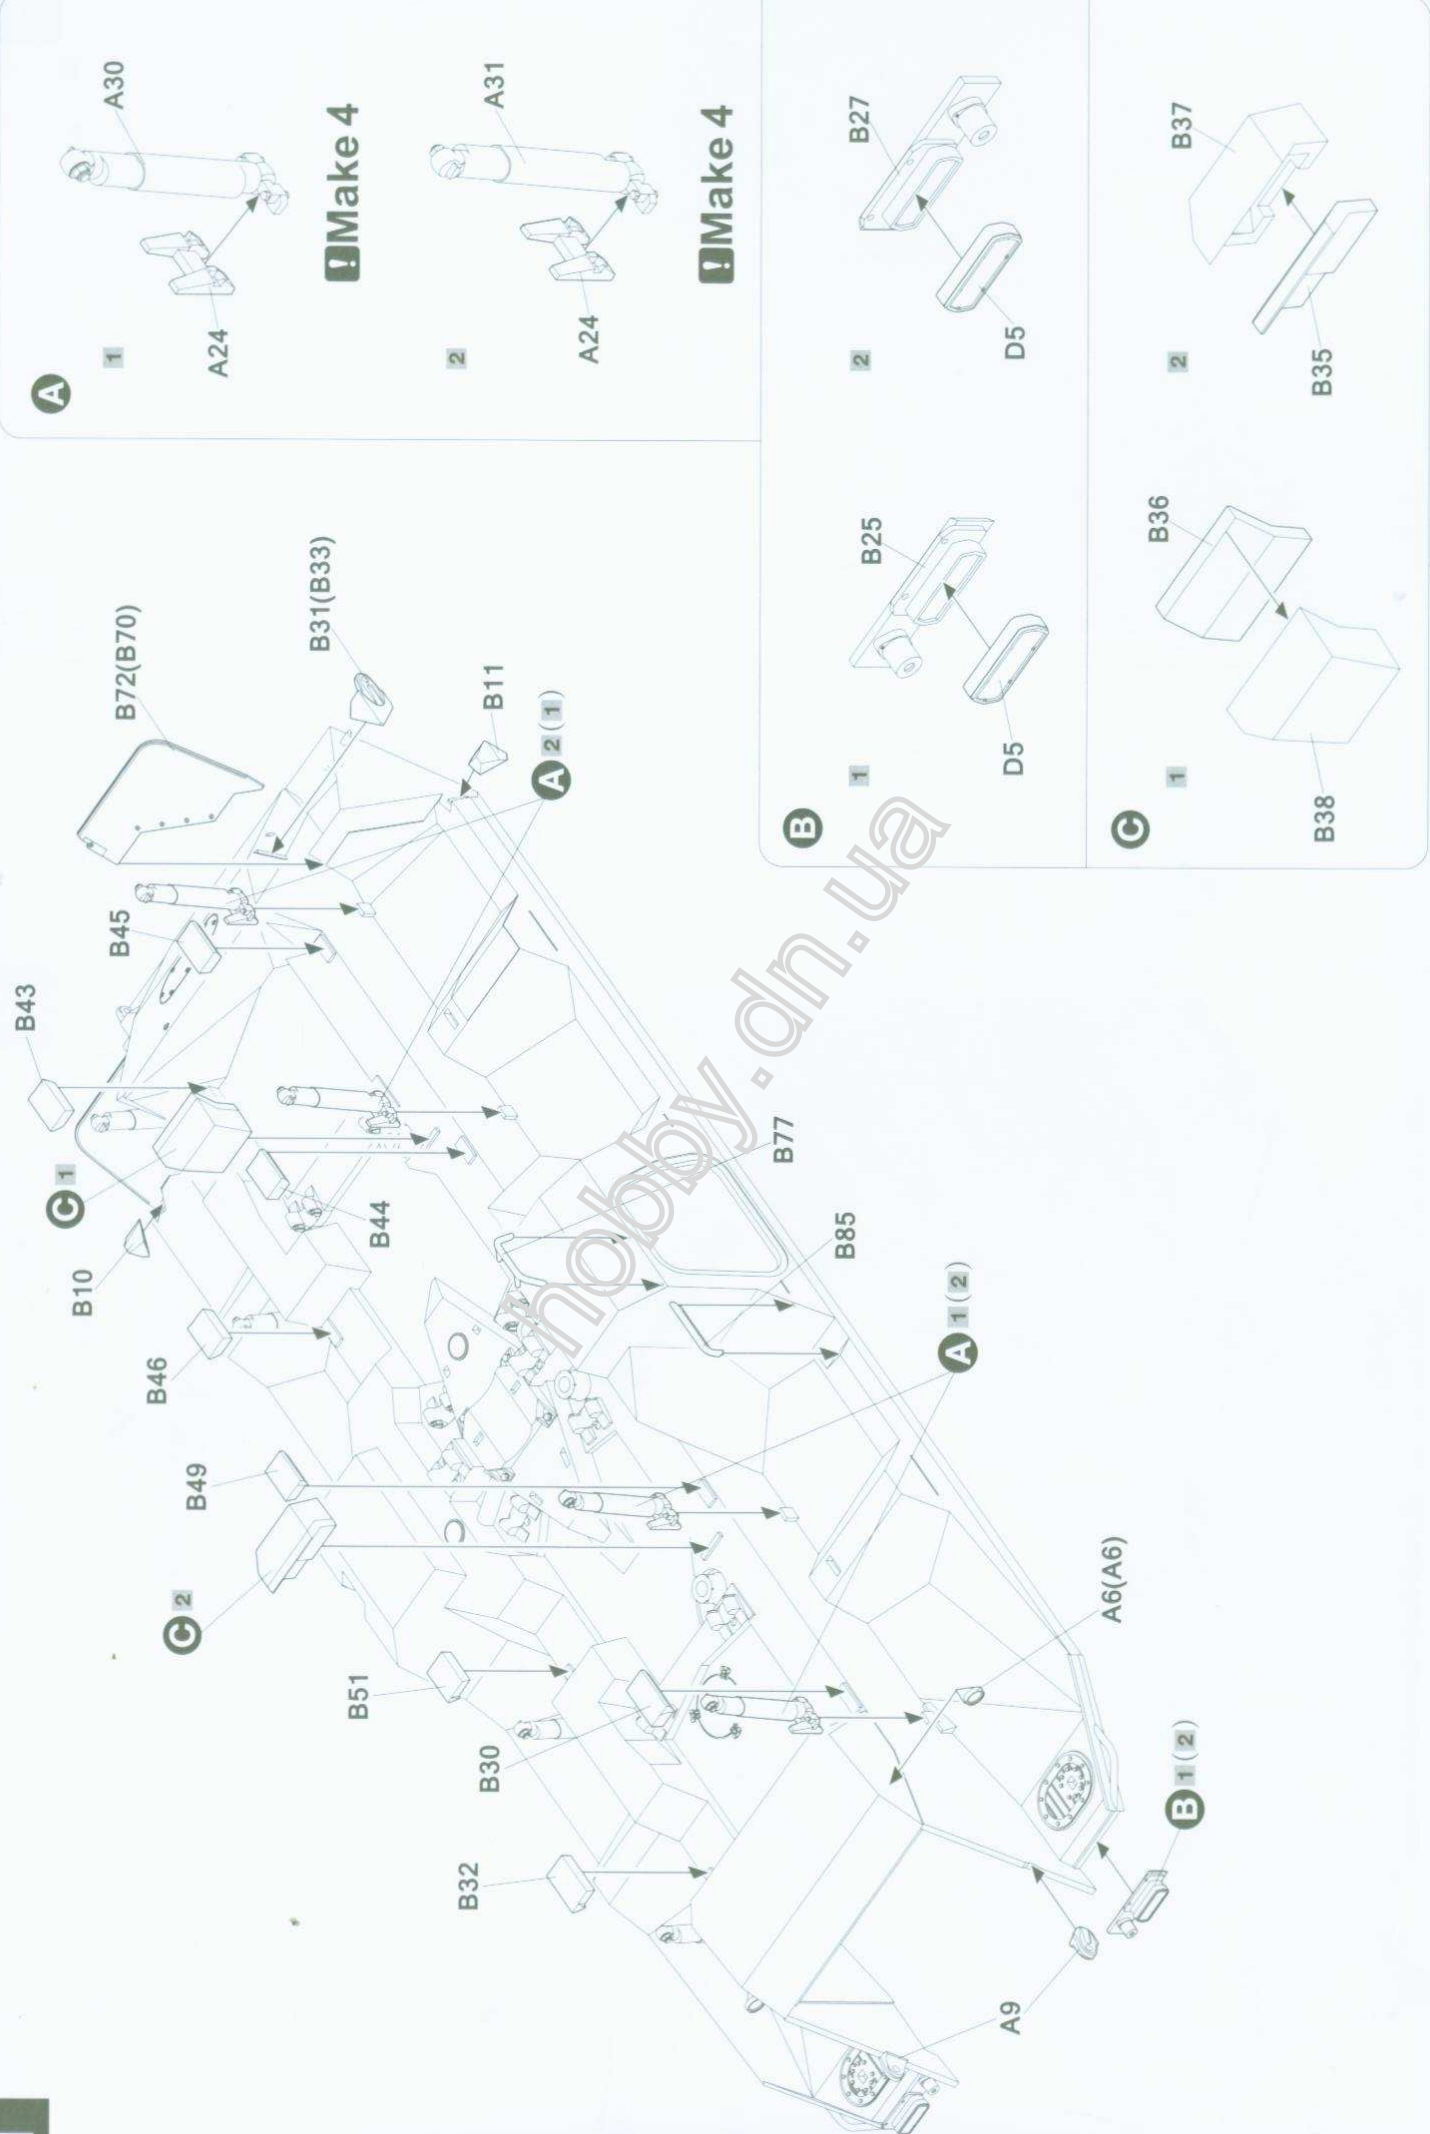 A
1
A24
A30
!Make 4
2
A24
A31
!Make 4
B
1
D5
B25
2
D5
B27
C
1
B38
B36
2
B35
B37
B43
C 1
B10
B45
B72(B70)
B46
B44
B31(B33)
B49
B11
C 2
A 2 (1)
B51
B77
B30
B85
B32
A 1 (2)
A6(A6)
A9
B 1 (2)
hobby.dn.ua